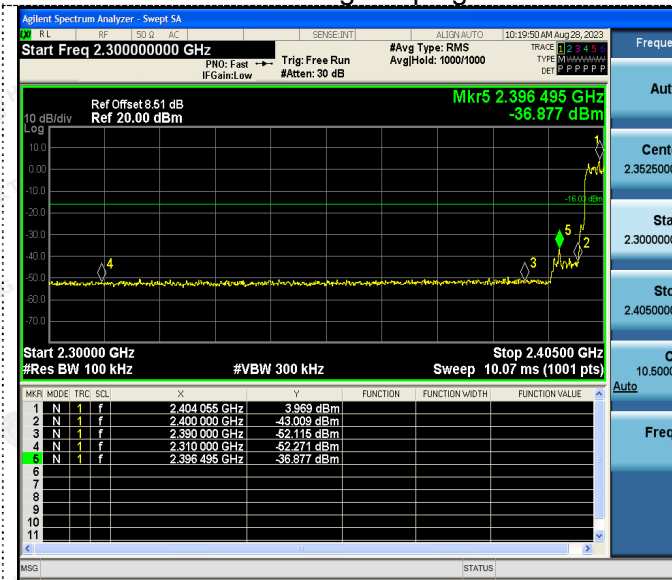 Agilent Spectrum Analyzer - Swept SA
RL RF 50 Ω AC SENSE:INT ALIGN AUTO 10:19:50 AM Aug 28, 2023
Start Freq 2.300000000 GHz
#Avg Type: RMS
TRACE 1 2 3 4 5 6
PNO: Fast Trig: Free Run Avg|Hold: 1000/1000 TYPE M WWWWW
IFGain:Low #Atten: 30 dB DET P P P P P P
Freque
Aut
Ref Offset 8.51 dB
Mkr5 2.396 495 GHz
10 dB/div Ref 20.00 dBm -36.877 dBm
Log
10.0
0.00
-10.0
-20.0
-30.0
-40.0
-50.0
-60.0
-70.0
1
-16.03 dBm
5
2
3
4
Cent
2.3525000
Sta
2.3000000
Sto
2.4050000
C
10.5000
Auto
Freq
Start 2.30000 GHz Stop 2.40500 GHz
#Res BW 100 kHz #VBW 300 kHz Sweep 10.07 ms (1001 pts)
MKR MODE TRC SCL X Y FUNCTION FUNCTION WIDTH FUNCTION VALUE
1 N 1 f 2.404 055 GHz 3.969 dBm
2 N 1 f 2.400 000 GHz -43.009 dBm
3 N 1 f 2.390 000 GHz -52.115 dBm
4 N 1 f 2.310 000 GHz -52.271 dBm
5 N 1 f 2.396 495 GHz -36.877 dBm
6
7
8
9
10
11
MSG STATUS